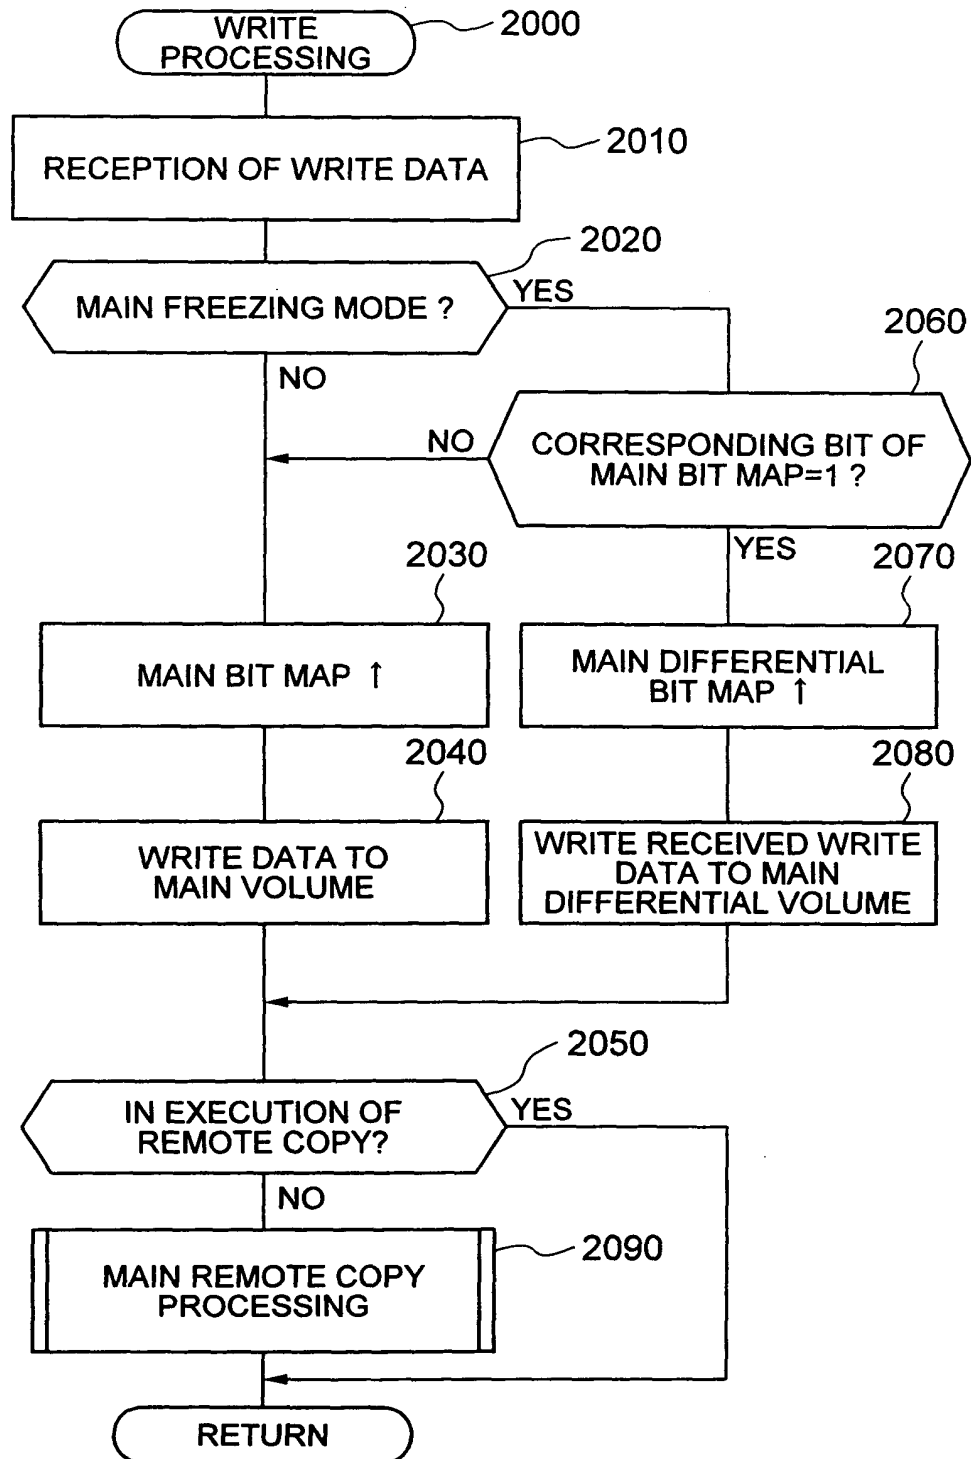 WRITE
PROCESSING
2000
RECEPTION OF WRITE DATA
2010
MAIN FREEZING MODE ?
2020
YES
NO
2060
CORRESPONDING BIT OF
MAIN BIT MAP=1 ?
NO
YES
2030
MAIN BIT MAP ↑
2070
MAIN DIFFERENTIAL
BIT MAP ↑
2040
WRITE DATA TO
MAIN VOLUME
2080
WRITE RECEIVED WRITE
DATA TO MAIN
DIFFERENTIAL VOLUME
2050
IN EXECUTION OF
REMOTE COPY?
YES
NO
MAIN REMOTE COPY
PROCESSING
2090
RETURN